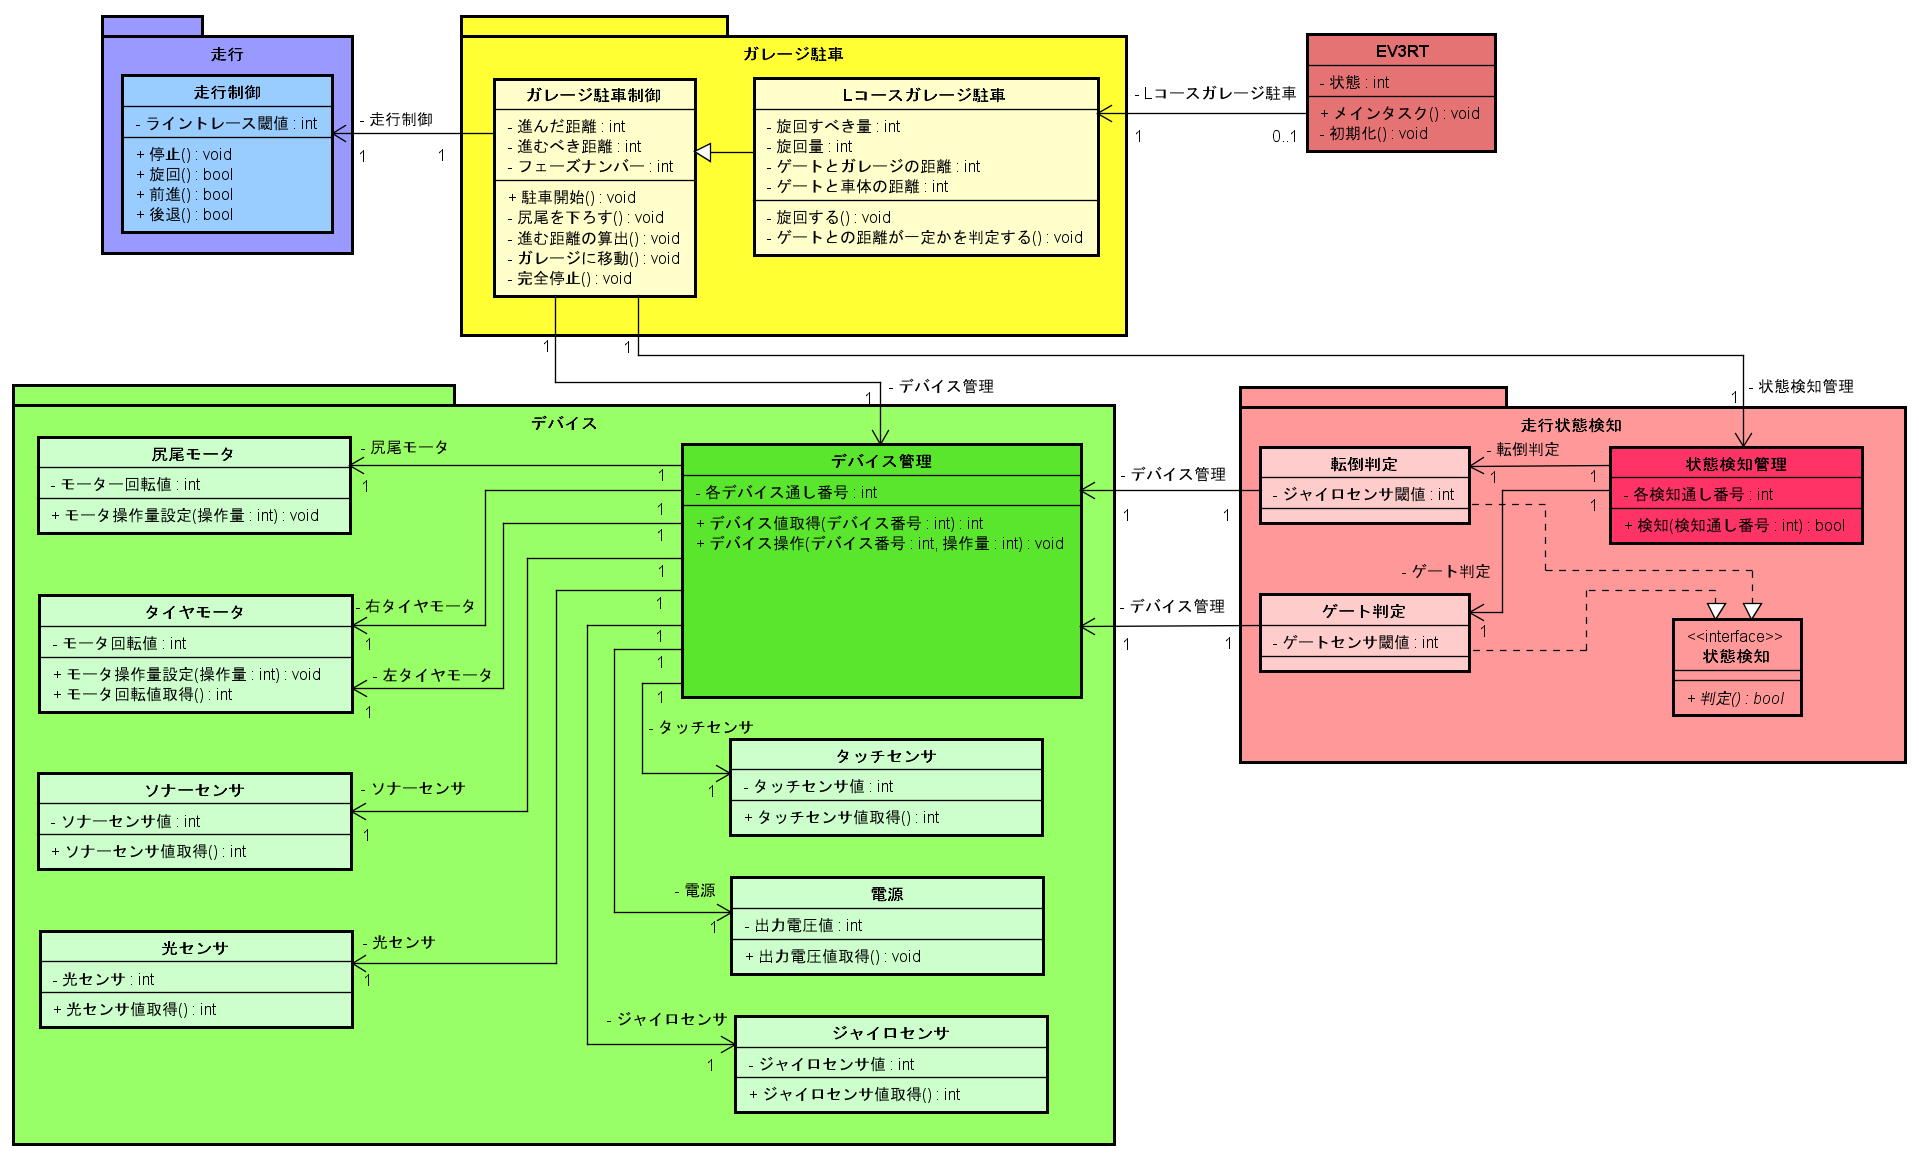 走行
走行制御
- ライントレース閾値 : int
+ 停止() : void
+ 旋回() : bool
+ 前進() : bool
+ 後退() : bool
- 走行制御
1
1
ガレージ駐車
ガレージ駐車制御
- 進んだ距離 : int
- 進むべき距離 : int
- フェーズナンバー : int
+ 駐車開始() : void
- 尻尾を下ろす() : void
- 進む距離の算出() : void
- ガレージに移動() : void
- 完全停止() : void
Lコースガレージ駐車
- 旋回すべき量 : int
- 旋回量 : int
- ゲートとガレージの距離 : int
- ゲートと車体の距離 : int
- 旋回する() : void
- ゲートとの距離が一定かを判定する() : void
- Lコースガレージ駐車
1
0..1
EV3RT
- 状態 : int
+ メインタスク() : void
- 初期化() : void
1
1
- デバイス管理
1
- 状態検知管理
1
デバイス
尻尾モータ
- モーター回転値 : int
+ モータ操作量設定(操作量 : int) : void
- 尻尾モータ
1
1
デバイス管理
- 各デバイス通し番号 : int
+ デバイス値取得(デバイス番号 : int) : int
+ デバイス操作(デバイス番号 : int, 操作量 : int) : void
1
1
1
1
1
1
1
タイヤモータ
- モータ回転値 : int
+ モータ操作量設定(操作量 : int) : void
+ モータ回転値取得() : int
- 右タイヤモータ
1
- 左タイヤモータ
1
ソナーセンサ
- ソナーセンサ値 : int
+ ソナーセンサ値取得() : int
- ソナーセンサ
1
光センサ
- 光センサ : int
+ 光センサ値取得() : int
- 光センサ
1
- タッチセンサ
1
タッチセンサ
- タッチセンサ値 : int
+ タッチセンサ値取得() : int
- 電源
1
電源
- 出力電圧値 : int
+ 出力電圧値取得() : void
- ジャイロセンサ
1
ジャイロセンサ
- ジャイロセンサ値 : int
+ ジャイロセンサ値取得() : int
走行状態検知
- デバイス管理
1
1
転倒判定
- ジャイロセンサ閾値 : int
- 転倒判定
1
1
状態検知管理
- 各検知通し番号 : int
+ 検知(検知通し番号 : int) : bool
1
- ゲート判定
1
- デバイス管理
1
1
ゲート判定
- ゲートセンサ閾値 : int
<<interface>>
状態検知
+ 判定() : bool